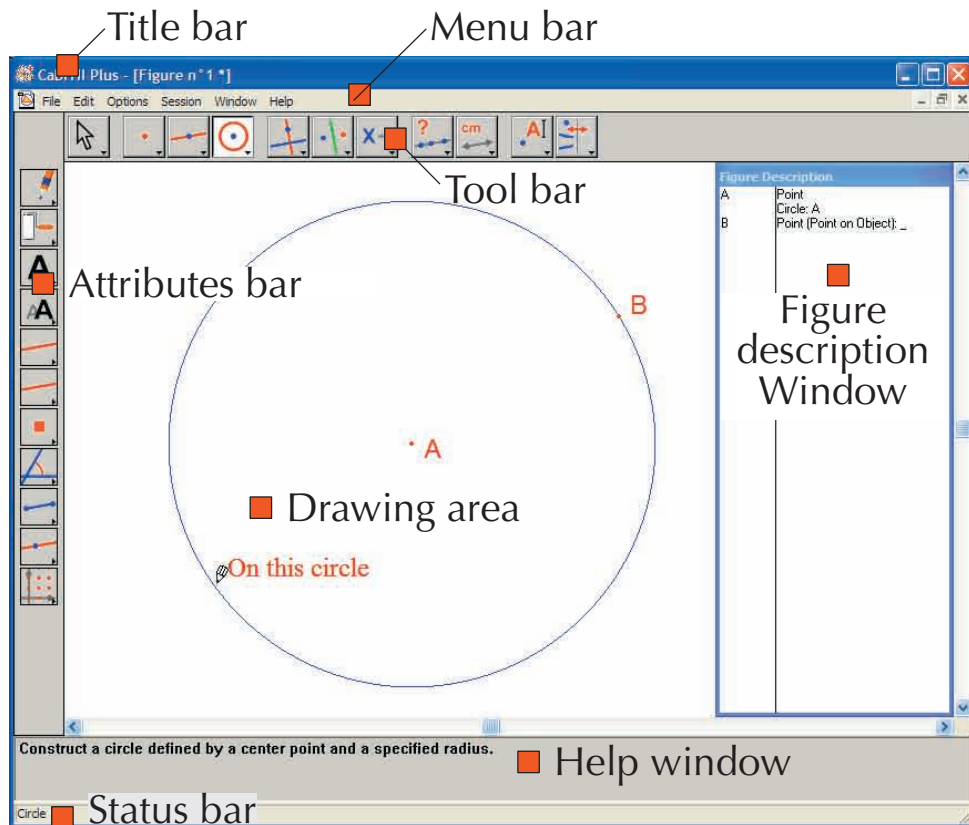 Title bar
Menu bar
Cabri II Plus - [Figure n°1 *]
File Edit Options Session Window Help
? cm A
X
Tool bar
Figure Description
A Point
Circle: A
B Point (Point on Object): _
A
Attributes bar
AA
B
Figure
description
Window
A
Drawing area
On this circle
Construct a circle defined by a center point and a specified radius.
Help window
Circle
Status bar